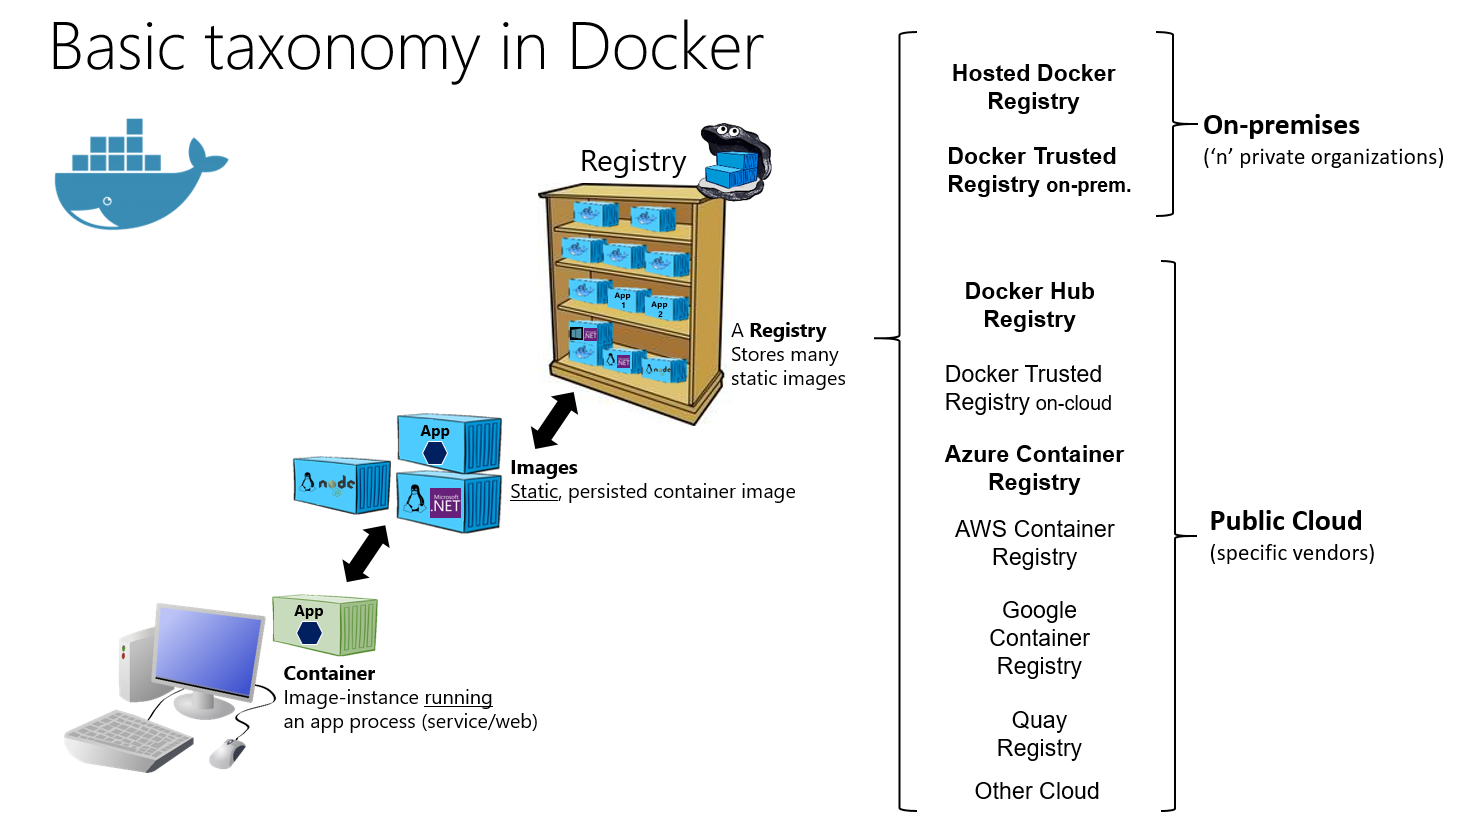 Basic taxonomy in Docker
Registry
App
1
App
2
.NET
.NET
node
A Registry
Stores many
static images
App
node
Microsoft
.NET
Images
Static, persisted container image
App
Container
Image-instance running
an app process (service/web)
Hosted Docker
Registry
Docker Trusted
Registry on-prem.
On-premises
(‘n’ private organizations)
Docker Hub
Registry
Docker Trusted
Registry on-cloud
Azure Container
Registry
AWS Container
Registry
Google
Container
Registry
Quay
Registry
Other Cloud
Public Cloud
(specific vendors)